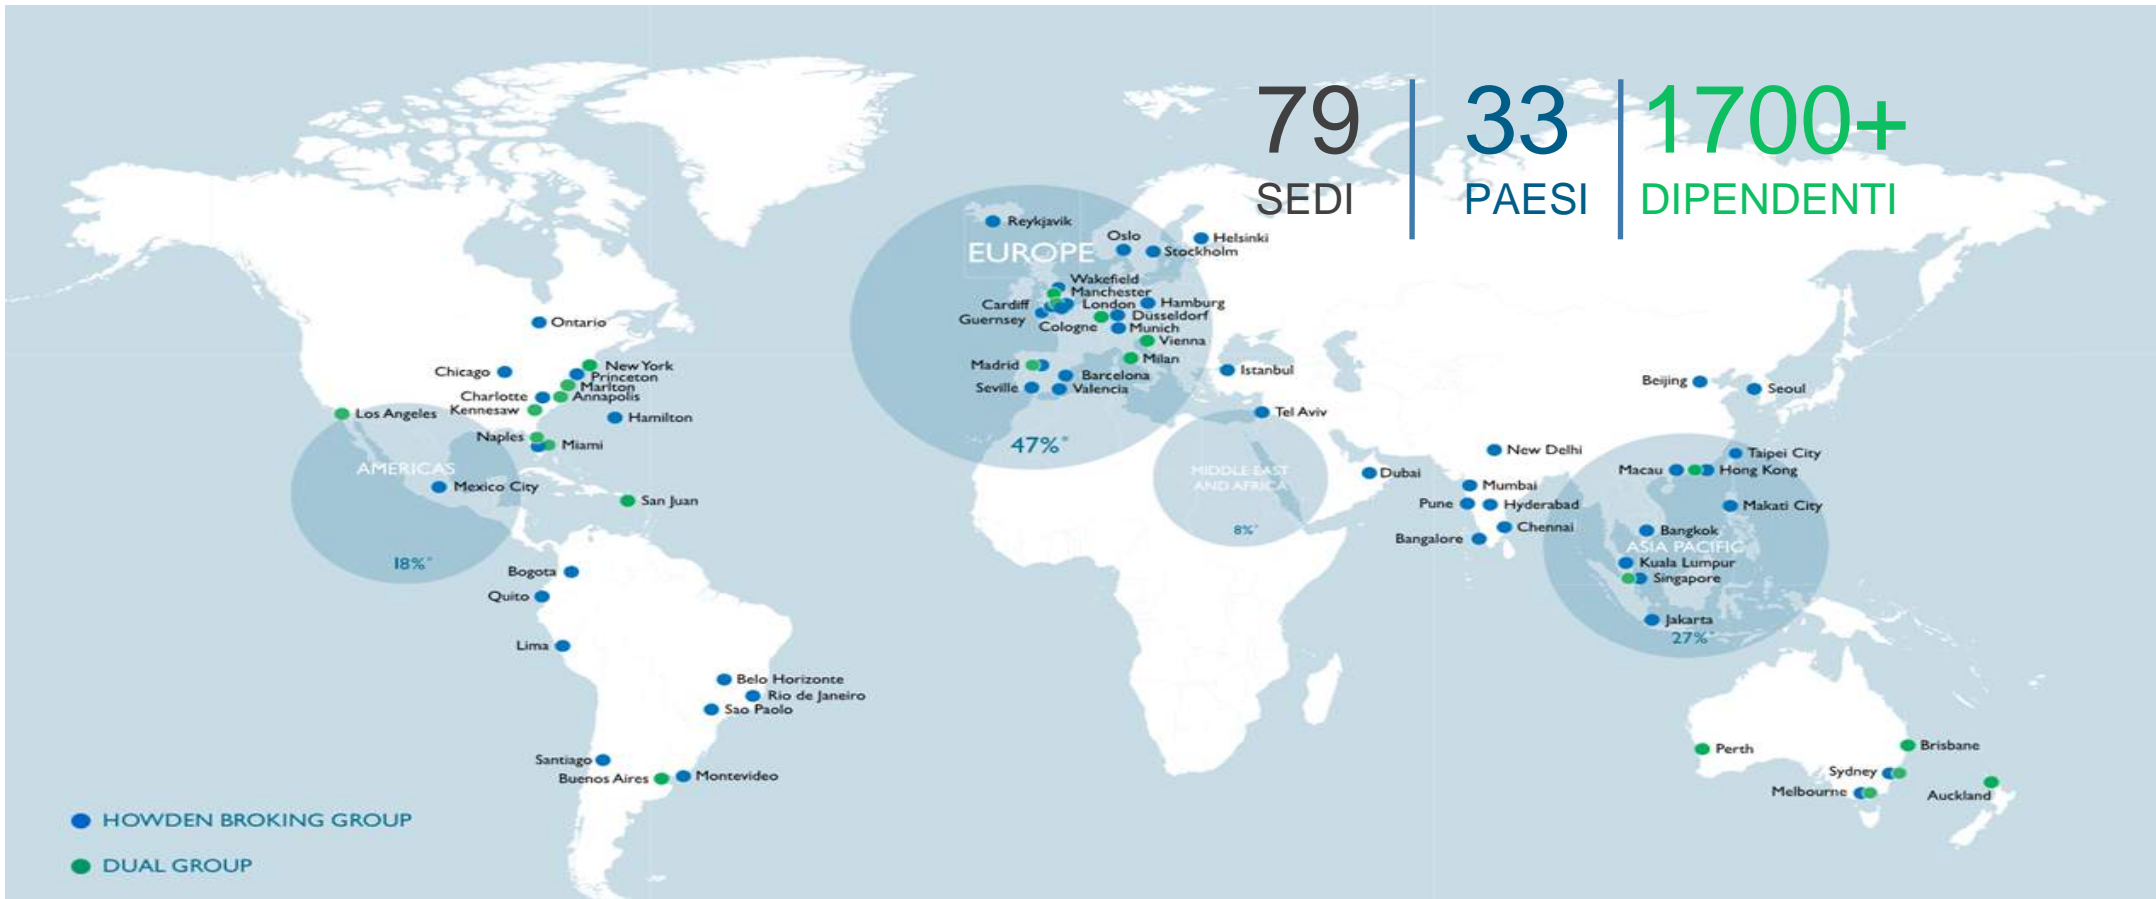 79
SEDI
33
PAESI
1700+
DIPENDENTI
Reykjavik
EUROPE
Oslo
Helsinki
Stockholm
Wakefield
Manchester
Cardiff
London
Hamburg
Guernsey
Düsseldorf
Cologne
Munich
Vienna
Milan
Madrid
Barcelona
Seville
Valencia
Istanbul
Tel Aviv
47%*
Ontario
Chicago
New York
Princeton
Marlton
Charlotte
Annapolis
Kennesaw
Los Angeles
Hamilton
Naples
Miami
AMERICAS
Mexico City
San Juan
18%*
Bogota
Quito
Lima
Belo Horizonte
Rio de Janeiro
Sao Paolo
Santiago
Buenos Aires
Montevideo
MIDDLE EAST
AND AFRICA
8%*
Dubai
Beijing
Seoul
New Delhi
Mumbai
Pune
Hyderabad
Chennai
Bangalore
Taipei City
Macau
Hong Kong
Makati City
Bangkok
ASIA PACIFIC
Kuala Lumpur
Singapore
Jakarta
27%*
Perth
Brisbane
Sydney
Melbourne
Auckland
HOWDEN BROKING GROUP
DUAL GROUP